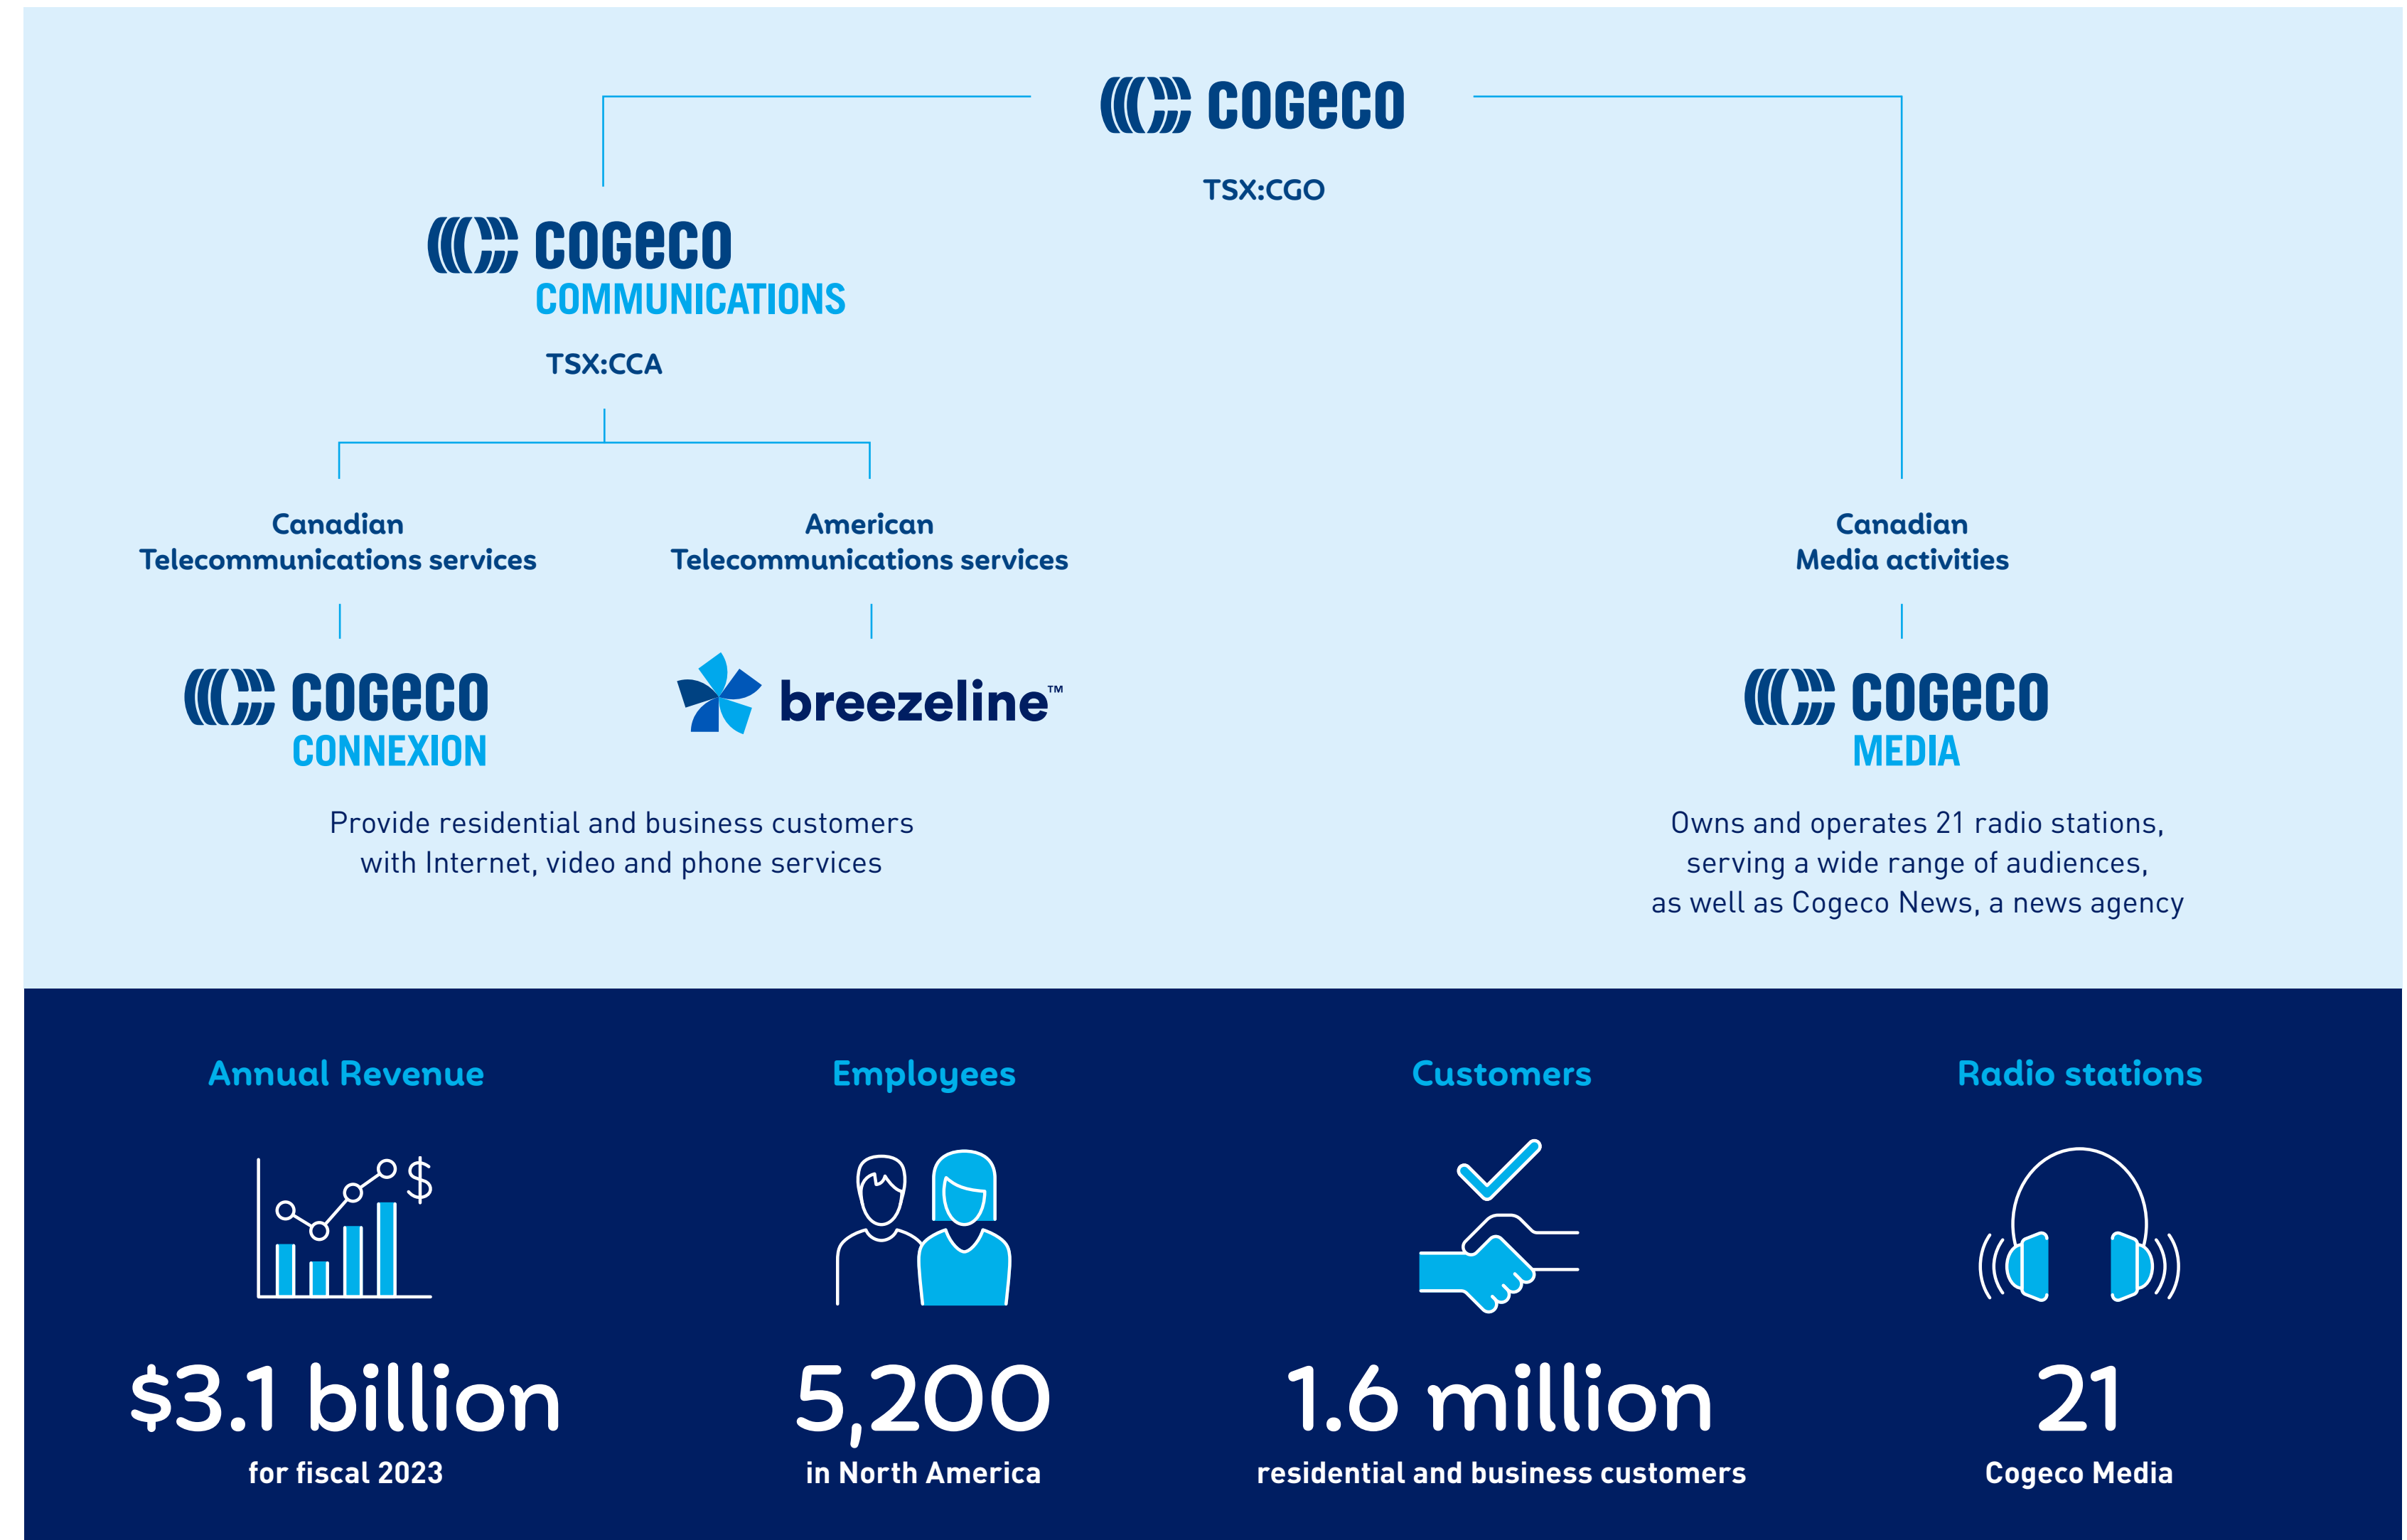 cogeco
TSX:CGO
cogeco
COMMUNICATIONS
TSX:CCA
Canadian
Telecommunications services
American
Telecommunications services
Canadian
Media activities
cogeco
CONNEXION
breezeline™
cogeco
MEDIA
Provide residential and business customers
with Internet, video and phone services
Owns and operates 21 radio stations,
serving a wide range of audiences,
as well as Cogeco News, a news agency
Annual Revenue
$
$3.1 billion
for fiscal 2023
Employees
5,200
in North America
Customers
1.6 million
residential and business customers
Radio stations
21
Cogeco Media